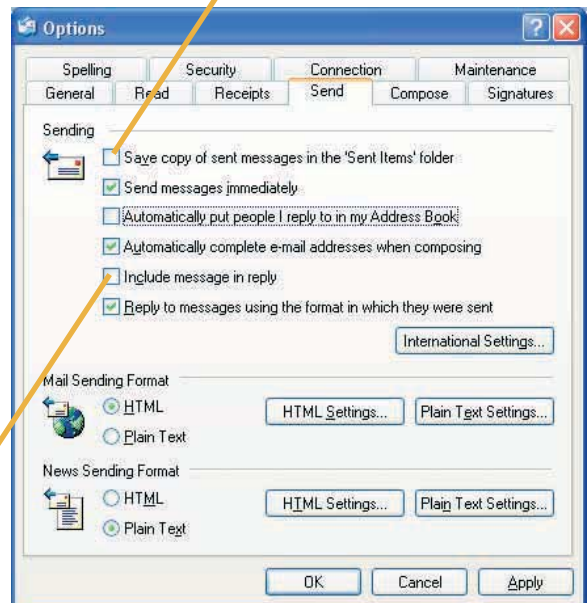 Options
Spelling Security Connection Maintenance
General Read Receipts Send Compose Signatures
Sending
Save copy of sent messages in the 'Sent Items' folder
Send messages immediately
Automatically put people I reply to in my Address Book
Automatically complete e-mail addresses when composing
Include message in reply
Reply to messages using the format in which they were sent
International Settings...
Mail Sending Format
HTML HTML Settings... Plain Text Settings...
Plain Text
News Sending Format
HTML HTML Settings... Plain Text Settings...
Plain Text
OK Cancel Apply